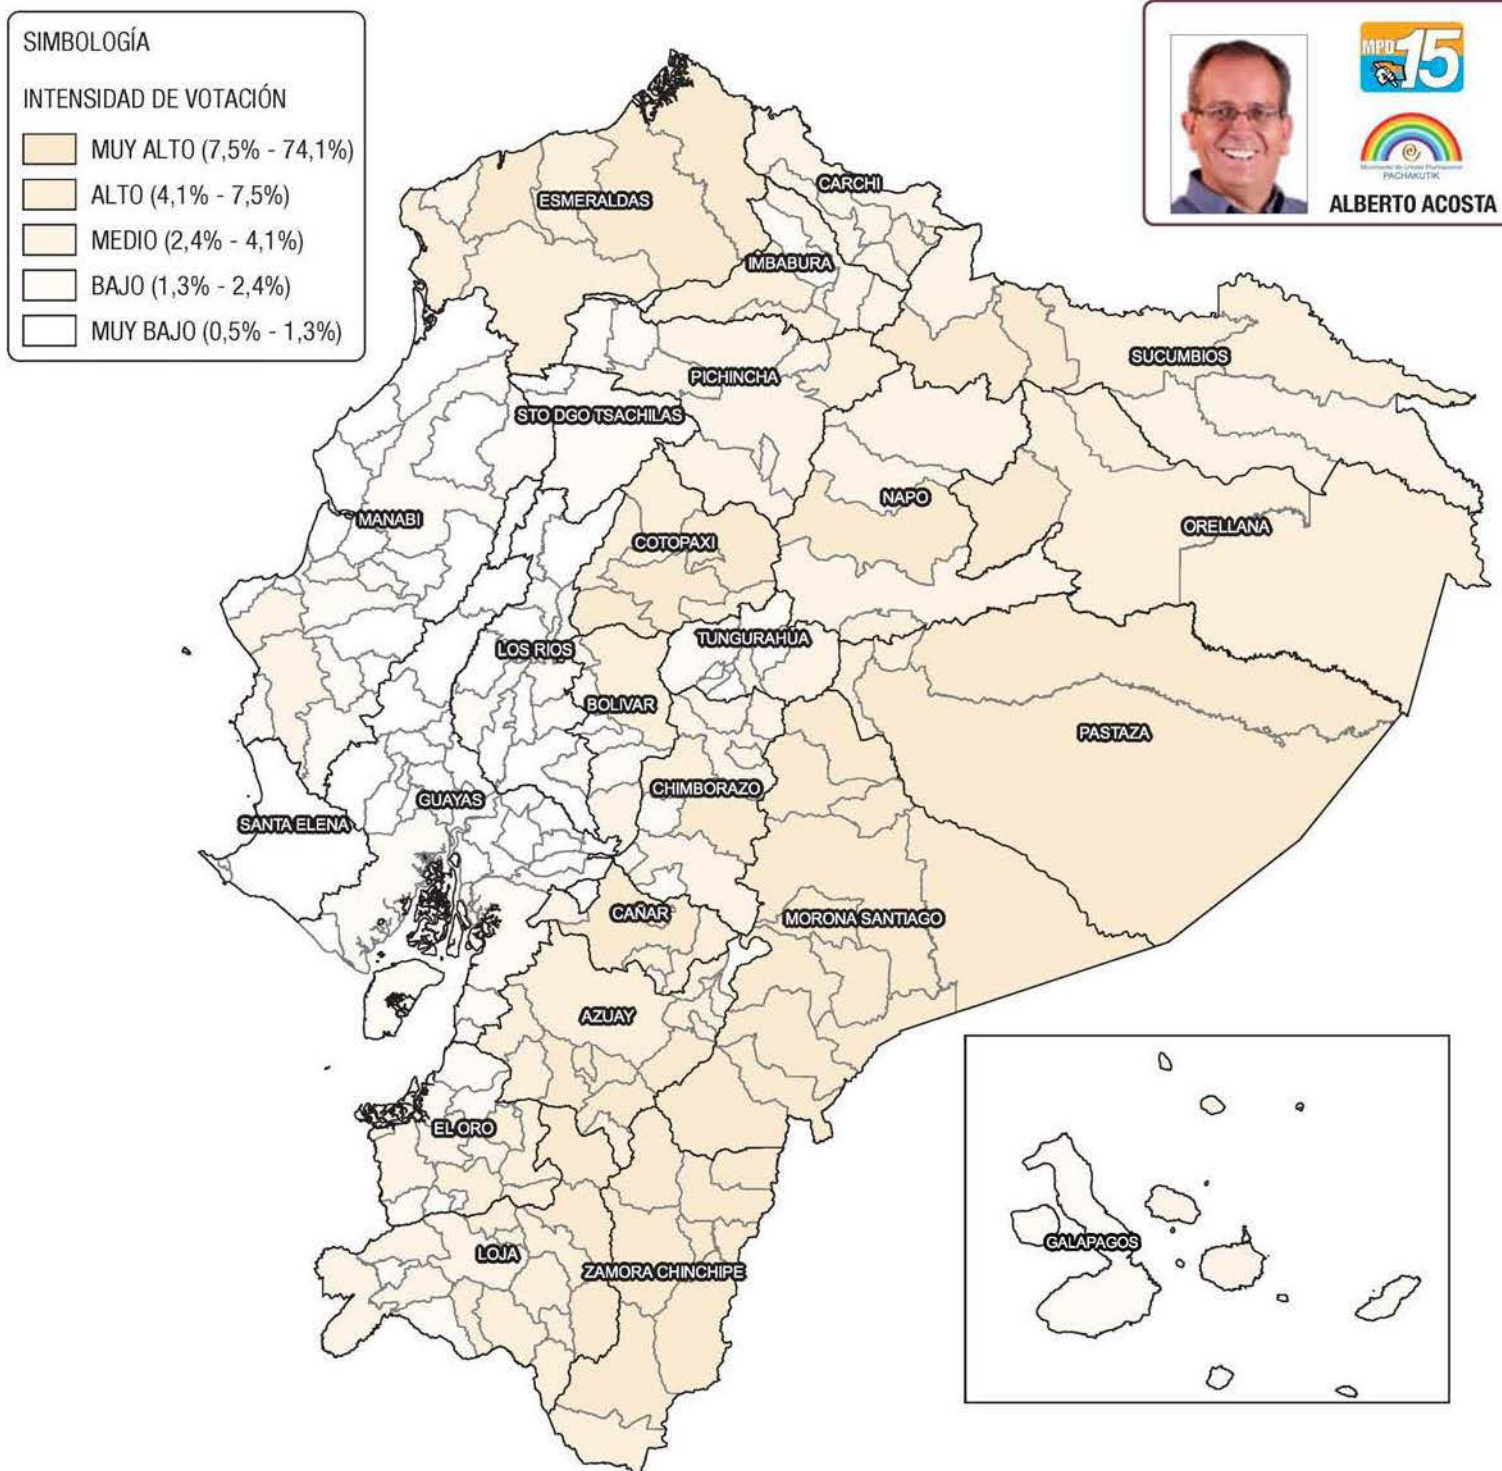 SIMBOLOGÍA
INTENSIDAD DE VOTACIÓN
MUY ALTO (7,5% - 74,1%)
ALTO (4,1% - 7,5%)
MEDIO (2,4% - 4,1%)
BAJO (1,3% - 2,4%)
MUY BAJO (0,5% - 1,3%)
MPD 15
PACHAKUTIK
ALBERTO ACOSTA
CARCHI
ESMERALDAS
IMBABURA
SUCUMBIOS
PICHINCHA
STO DGO TSACHILAS
NAPO
MANABI
ORELLANA
COTOPAXI
TUNGURAHUA
LOS RIOS
BOLIVAR
PASTAZA
CHIMBORAZO
GUAYAS
SANTA ELENA
CAÑAR
MORONA SANTIAGO
AZUAY
EL ORO
GALAPAGOS
LOJA
ZAMORA CHINCHIPE